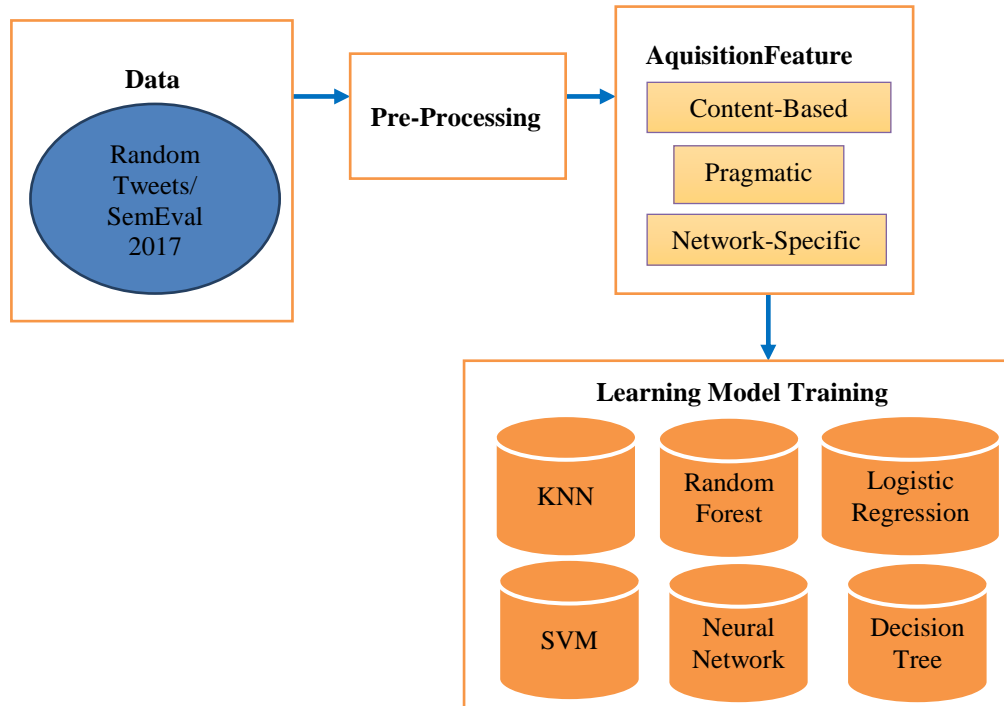 Data
Random
Tweets/
SemEval
2017
Pre-Processing
AquisitionFeature
Content-Based
Pragmatic
Network-Specific
Learning Model Training
KNN
Random
Forest
Logistic
Regression
SVM
Neural
Network
Decision
Tree